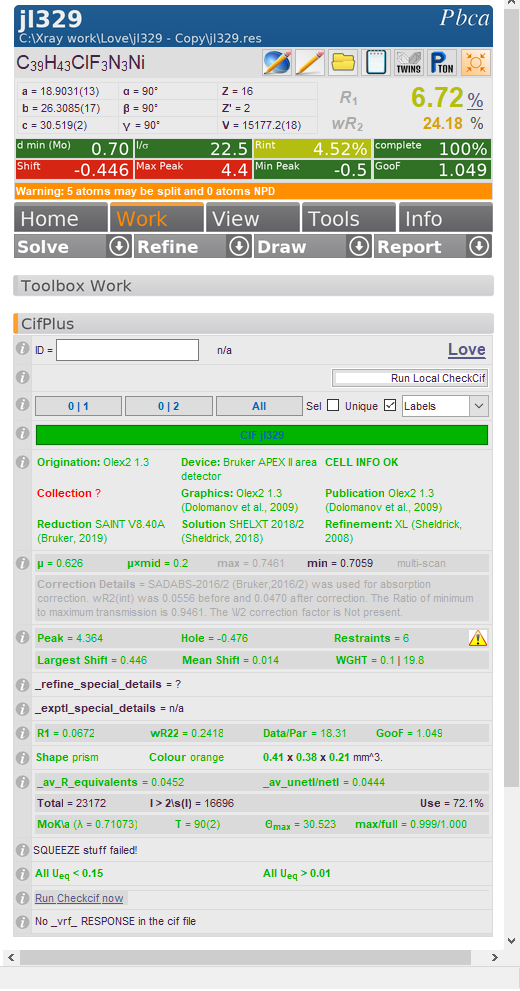 jl329
Pbca
C:\Xray work\Love\jl329 - Copy\jl329.res
C39H43ClF3N3Ni
TWINS
PTON
a = 18.9031(13) α = 90° Z = 16
b = 26.3085(17) β = 90° Z' = 2
c = 30.519(2) γ = 90° V = 15177.2(18)
R1 6.72 %
wR2 24.18 %
d min (Mo) 0.70 I/σ 22.5 Rint 4.52% complete 100%
Shift -0.446 Max Peak 4.4 Min Peak -0.5 GooF 1.049
Warning: 5 atoms may be split and 0 atoms NPD
Home Work View Tools Info
Solve Refine Draw Report
Toolbox Work
CifPlus
ID = n/a Love
Run Local CheckCif
0 | 1 0 | 2 All Sel Unique Labels
CIF jl329
Origination: Olex2 1.3 Device: Bruker APEX II area detector CELL INFO OK
Collection ? Graphics: Olex2 1.3 (Dolomanov et al., 2009) Publication Olex2 1.3 (Dolomanov et al., 2009)
Reduction SAINT V8.40A (Bruker, 2019) Solution SHELXT 2018/2 (Sheldrick, 2018) Refinement: XL (Sheldrick, 2008)
μ = 0.626 μ×mid = 0.2 max = 0.7461 min = 0.7059 multi-scan
Correction Details = SADABS-2016/2 (Bruker,2016/2) was used for absorption
correction. wR2(int) was 0.0556 before and 0.0470 after correction. The Ratio of minimum
to maximum transmission is 0.9461. The \l/2 correction factor is Not present.
Peak = 4.364 Hole = -0.476 Restraints = 6
Largest Shift = 0.446 Mean Shift = 0.014 WGHT = 0.1 | 19.8
_refine_special_details = ?
_exptl_special_details = n/a
R1 = 0.0672 wR22 = 0.2418 Data/Par = 18.31 GooF = 1.049
Shape prism Colour orange 0.41 x 0.38 x 0.21 mm^3.
_av_R_equivalents = 0.0452 _av_unetI/netI = 0.0444
Total = 23172 I > 2\s(I) = 16696 Use = 72.1%
MoK\a (λ = 0.71073) T = 90(2) Θmax = 30.523 max/full = 0.999/1.000
SQUEEZE stuff failed!
All Ueq < 0.15 All Ueq > 0.01
Run Checkcif now
No _vrf_ RESPONSE in the cif file